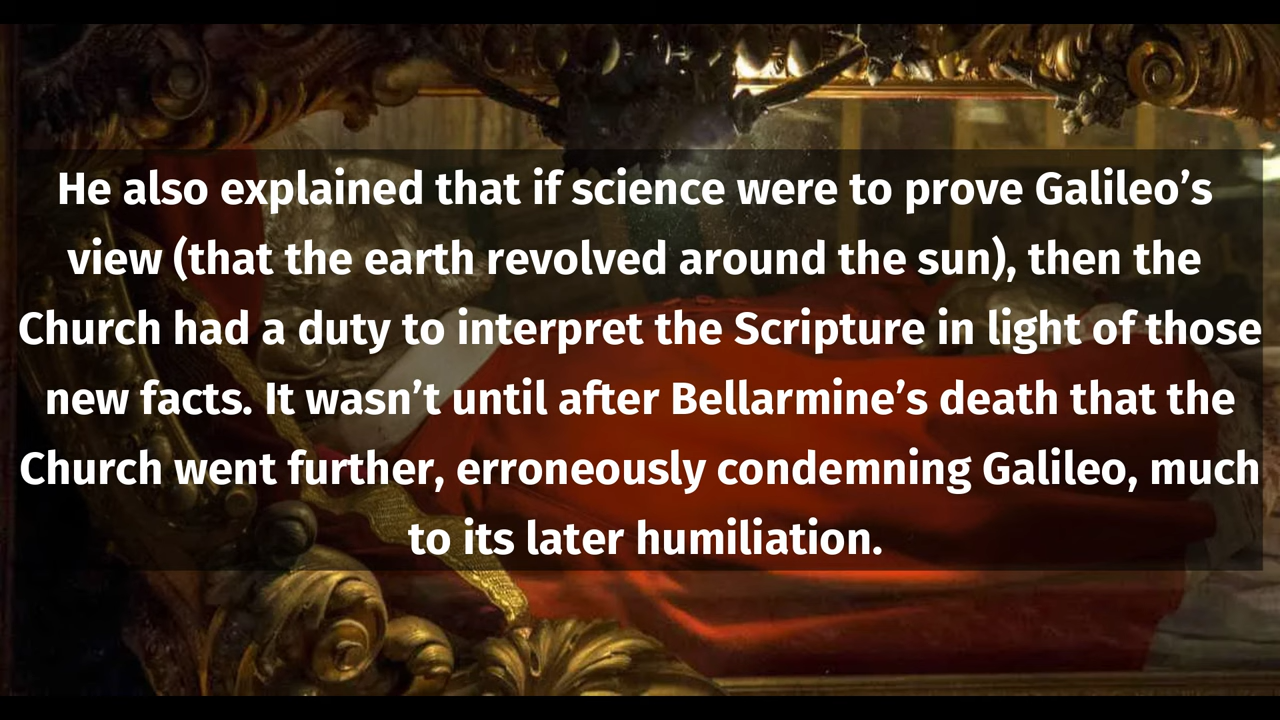 He also explained that if science were to prove Galileo’s
view (that the earth revolved around the sun), then the
Church had a duty to interpret the Scripture in light of those
new facts. It wasn’t until after Bellarmine’s death that the
Church went further, erroneously condemning Galileo, much
to its later humiliation.